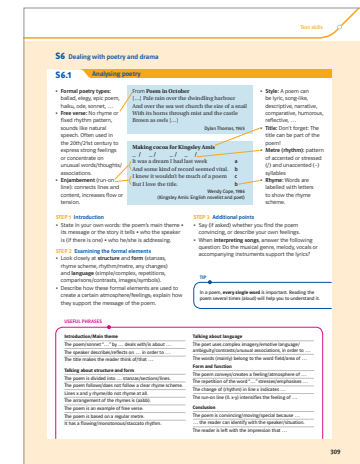 Text skills
S6 Dealing with poetry and drama
S6.1 Analysing poetry
• Formal poetry types:
ballad, elegy, epic poem,
haiku, ode, sonnet, …
• Free verse: No rhyme or
fixed rhythm pattern,
sounds like natural
speech. Often used in
the 20th/21st century to
express strong feelings
or concentrate on
unusual words/thoughts/
associations.
• Enjambement (run-on
line): connects lines and
content, increases flow or
tension.
From Poem in October
[…] Pale rain over the dwindling harbour
And over the sea wet church the size of a snail
With its horns through mist and the castle
Brown as owls […]
Dylan Thomas, 1945
Making cocoa for Kingsley Amis
It was a dream I had last week a
And some kind of record seemed vital. b
I knew it wouldn't be much of a poem c
But I love the title. b
Wendy Cope, 1986
(Kingsley Amis: English novelist and poet)
• Style: A poem can
be lyric, song-like,
descriptive, narrative,
comparative, humorous,
reflective, …
• Title: Don't forget: The
title can be part of the
poem!
• Metre (rhythm): pattern
of accented or stressed
(/) and unaccented (–)
syllables
• Rhyme: Words are
labelled with letters
to show the rhyme
scheme.
STEP 1 Introduction
• State in your own words: the poem's main theme •
its message or the story it tells • who the speaker
is (if there is one) • who he/she is addressing.
STEP 2 Examining the formal elements
• Look closely at structure and form (stanzas,
rhyme scheme, rhythm/metre, any changes)
and language (simple/complex, repetitions,
comparisons/contrasts, images/symbols).
• Describe how these formal elements are used to
create a certain atmosphere/feelings; explain how
they support the message of the poem.
STEP 3 Additional points
• Say (if asked) whether you find the poem
convincing, or describe your own feelings.
• When interpreting songs, answer the following
question: Do the musical genre, melody, vocals or
accompanying instruments support the lyrics?
TIP
In a poem, every single word is important. Reading the
poem several times (aloud) will help you to understand it.
USEFUL PHRASES
Introduction/Main theme
The poem/sonnet "…" by … deals with/is about …
The speaker describes/reflects on … in order to …
The title makes the reader think of/that …
Talking about structure and form
The poem is divided into … stanzas/sections/lines.
The poem follows/does not follow a clear rhyme scheme.
Lines x and y rhyme/do not rhyme at all.
The arrangement of the rhymes is (aabb).
The poem is an example of free verse.
The poem is based on a regular metre.
It has a flowing/monotonous/staccato rhythm.
Talking about language
The poet uses complex imagery/emotive language/
ambiguity/contrasts/unusual associations, in order to …
The words (mainly) belong to the word field/area of …
Form and function
The poem conveys/creates a feeling/atmosphere of …
The repetition of the word "…" stresses/emphasises …
The change of (rhythm) in line x indicates …
The run-on line (ll. x-y) intensifies the feeling of …
Conclusion
The poem is convincing/moving/special because …
… the reader can identify with the speaker/situation.
The reader is left with the impression that …
309